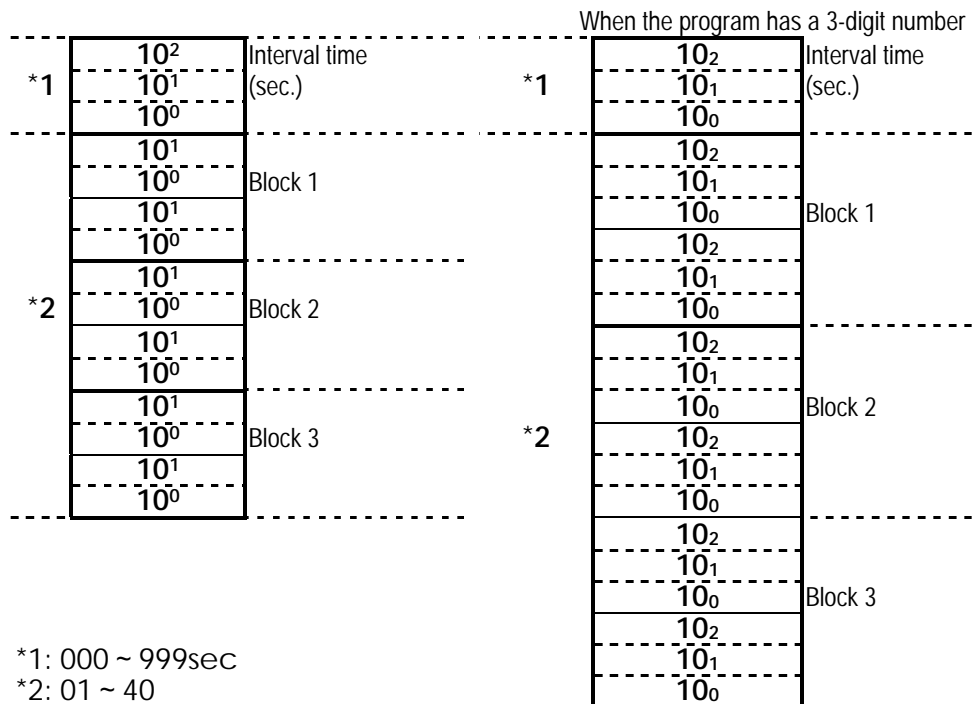 10² Interval time
*1 10¹ (sec.)
10⁰
10¹
10⁰ Block 1
10¹
10⁰
10¹
*2 10⁰ Block 2
10¹
10⁰
10¹
10⁰ Block 3
10¹
10⁰
*1: 000 ~ 999sec
*2: 01 ~ 40
When the program has a 3-digit number
10₂ Interval time
*1 10₁ (sec.)
10₀
10₂
10₁
10₀ Block 1
10₂
10₁
10₀
10₂
10₁
10₀ Block 2
*2 10₂
10₁
10₀
10₂
10₁
10₀ Block 3
10₂
10₁
10₀